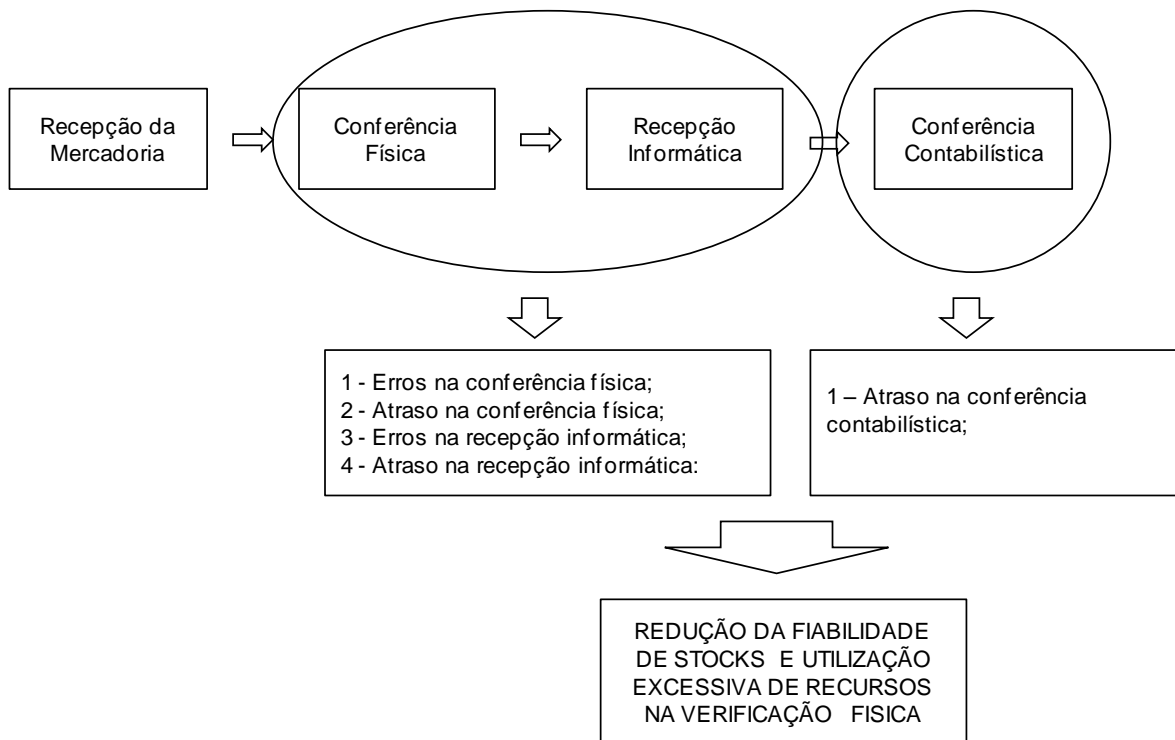 Recepção da
Mercadoria
Conferência
Física
Recepção
Informática
Conferência
Contabilística
1 - Erros na conferência física;
2 - Atraso na conferência física;
3 - Erros na recepção informática;
4 - Atraso na recepção informática:
1 – Atraso na conferência
contabilística;
REDUÇÃO DA FIABILIDADE
DE STOCKS E UTILIZAÇÃO
EXCESSIVA DE RECURSOS
NA VERIFICAÇÃO FISICA